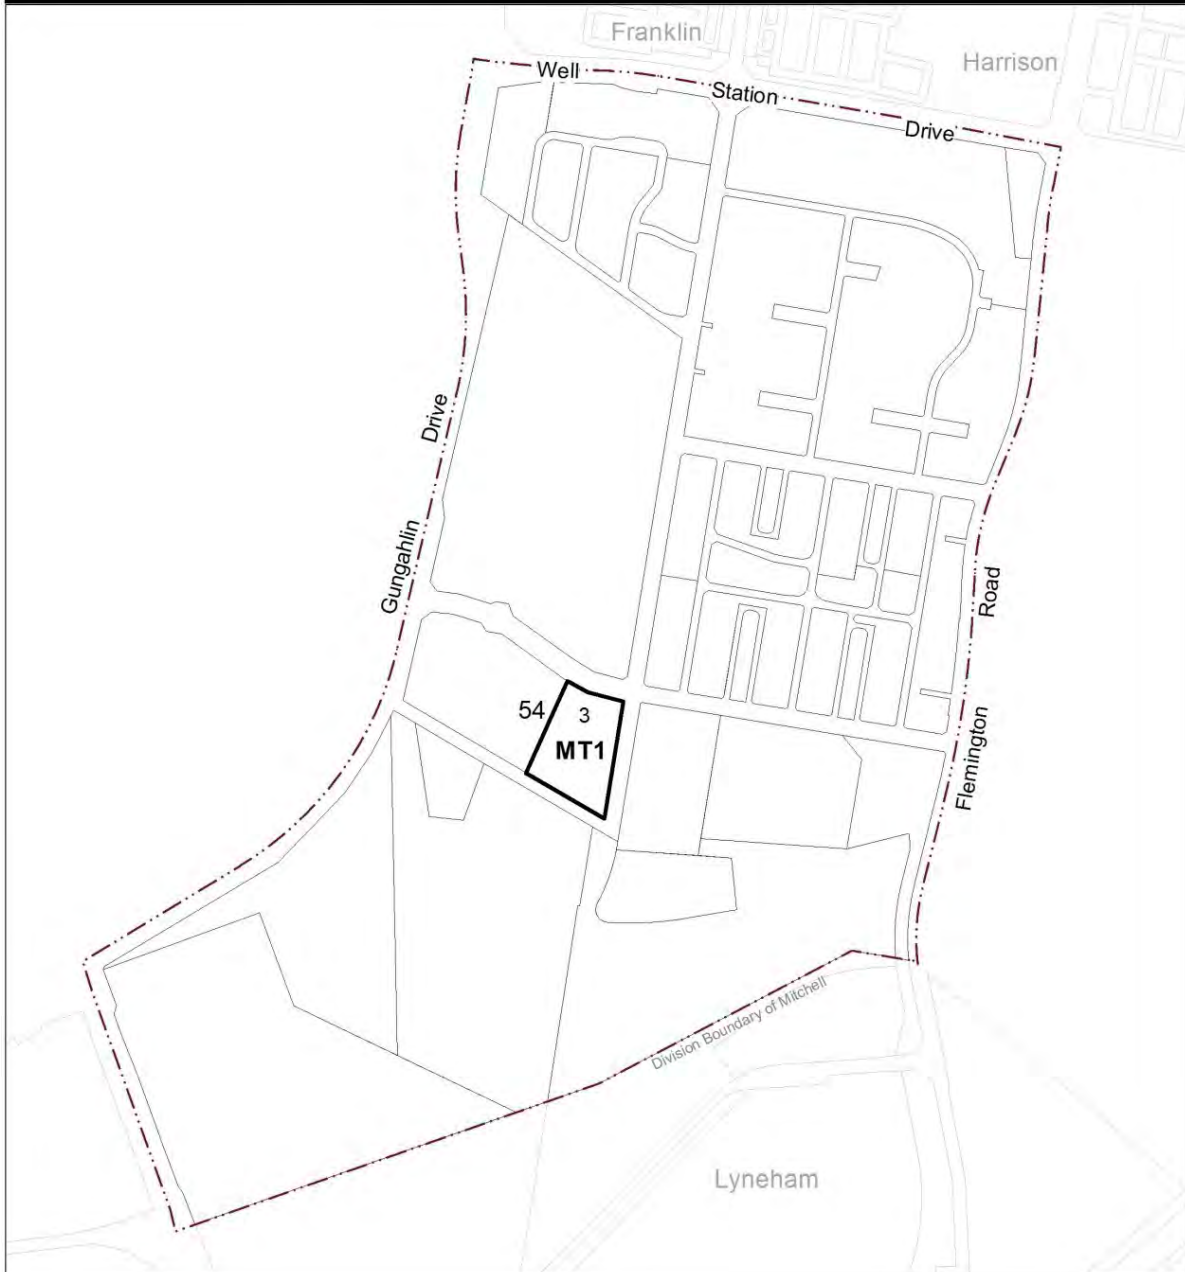 Franklin
Harrison
Well Station Drive
Gungahlin Drive
Flemington Road
54
3
MT1
Division Boundary of Mitchell
Lyneham